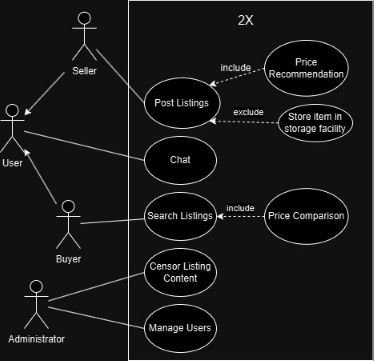 2X
Seller
include
Price
Recommendation
Post Listings
exclude
Store item in
storage facility
User
Chat
Buyer
Search Listings
include
Price Comparison
Censor Listing
Content
Administrator
Manage Users